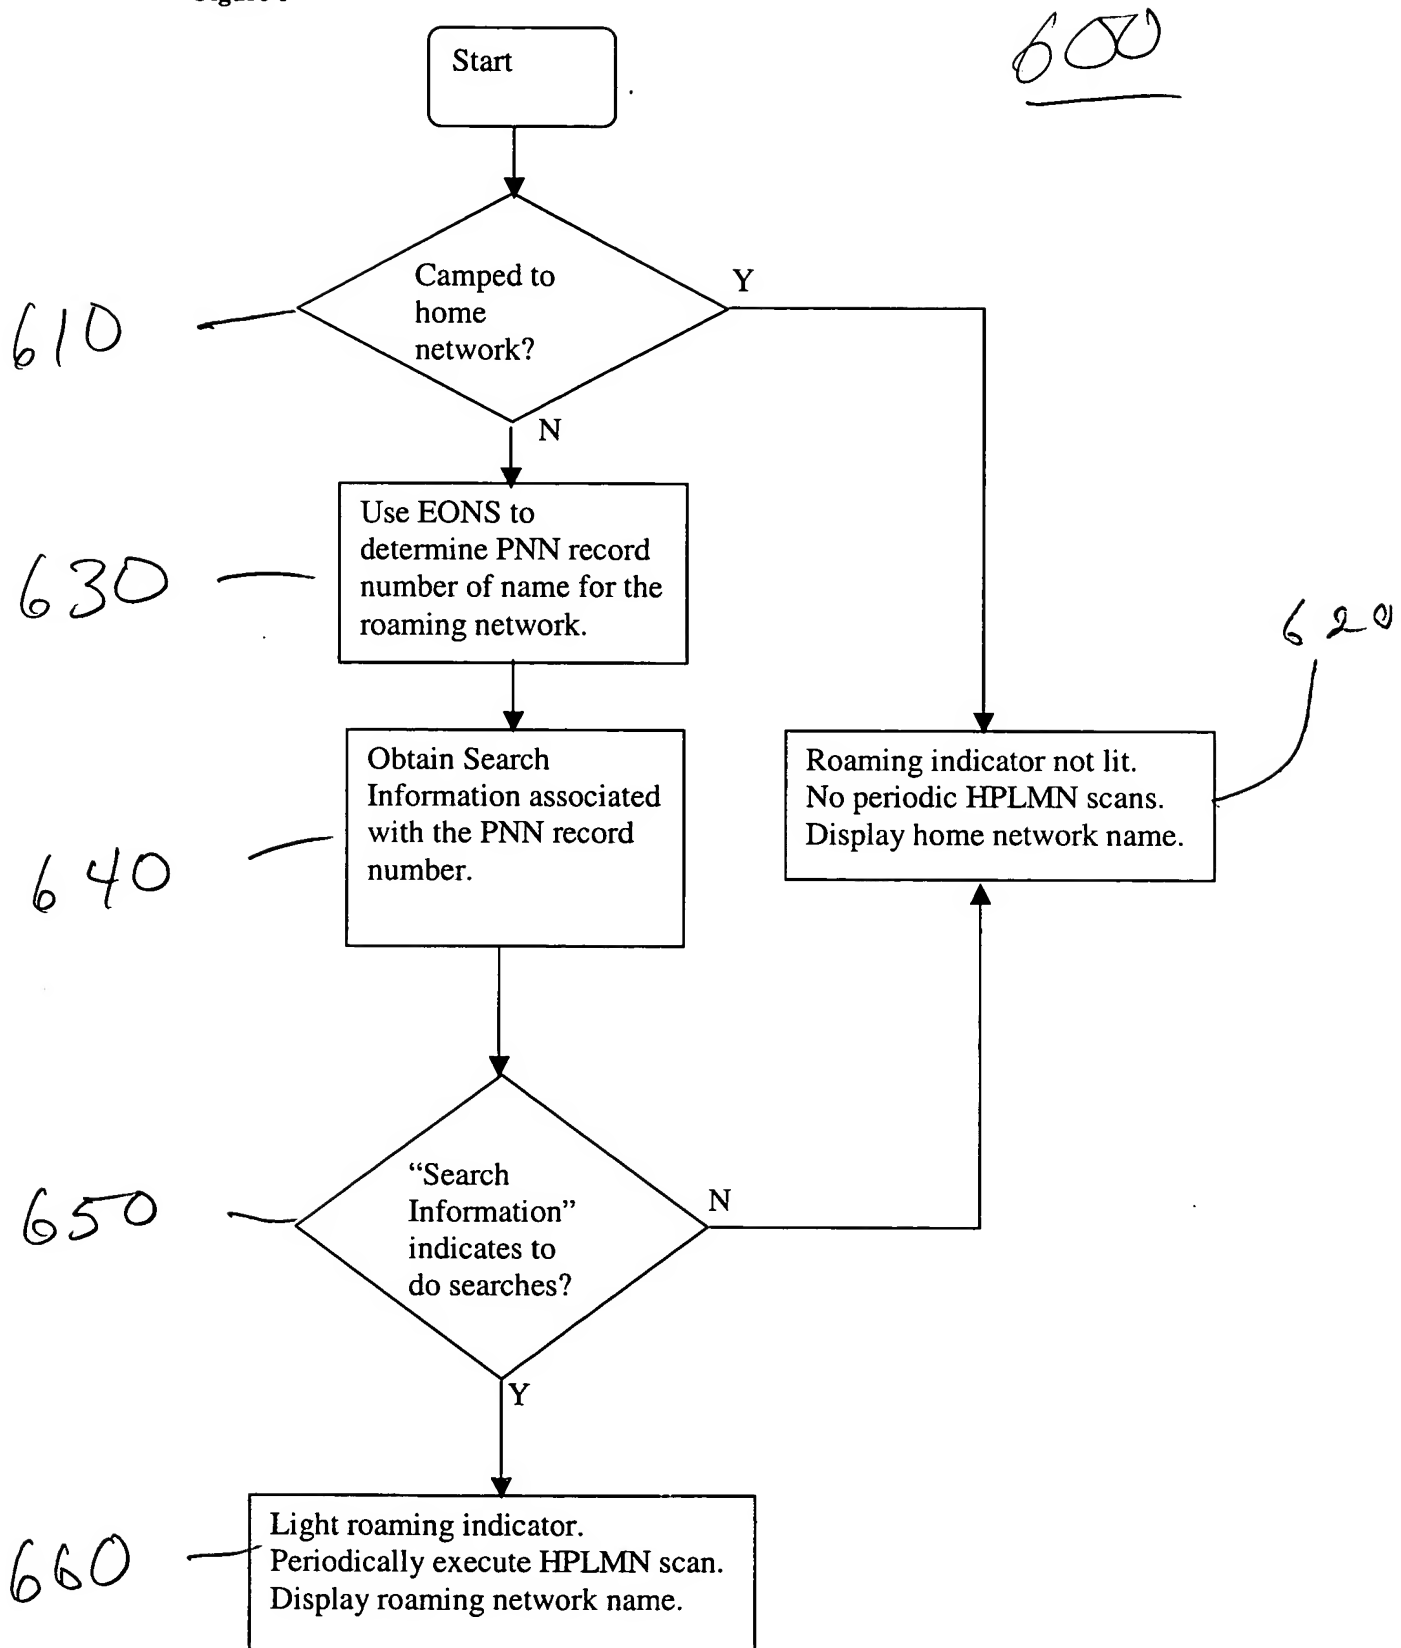 600
Start
Camped to
home
network?
Y
610
N
Use EONS to
determine PNN record
number of name for the
roaming network.
630
620
Obtain Search
Information associated
with the PNN record
number.
640
Roaming indicator not lit.
No periodic HPLMN scans.
Display home network name.
“Search
Information”
indicates to
do searches?
N
650
Y
Light roaming indicator.
Periodically execute HPLMN scan.
Display roaming network name.
660